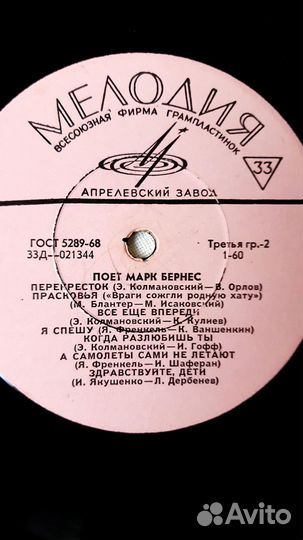 МЕЛОДИЯ
ВСЕСОЮЗНАЯ ФИРМА ГРАМПЛАСТИНОК
33
АПРЕЛЕВСКИЙ ЗАВОД
ГОСТ 5289-68
Третья гр.-2
33Д—021344
1-60
ПОЕТ МАРК БЕРНЕС
ПЕРЕКРЕСТОК (Э. Колмановский — В. Орлов)
ПРАСКОВЬЯ («Враги сожгли родную хату»)
(М. Блантер — М. Исаковский)
ВСЕ ЕЩЕ ВПЕРЕДИ
(Э. Колмановский — К. Кулиев)
Я СПЕШУ (Я. Френкель — К. Ваншенкин)
КОГДА РАЗЛЮБИШЬ ТЫ
(Э. Колмановский — И. Гофф)
А САМОЛЕТЫ САМИ НЕ ЛЕТАЮТ
(Я. Френкель — И. Шаферан)
ЗДРАВСТВУЙТЕ, ДЕТИ
(И. Якушенко — Л. Дербенев)
Avito